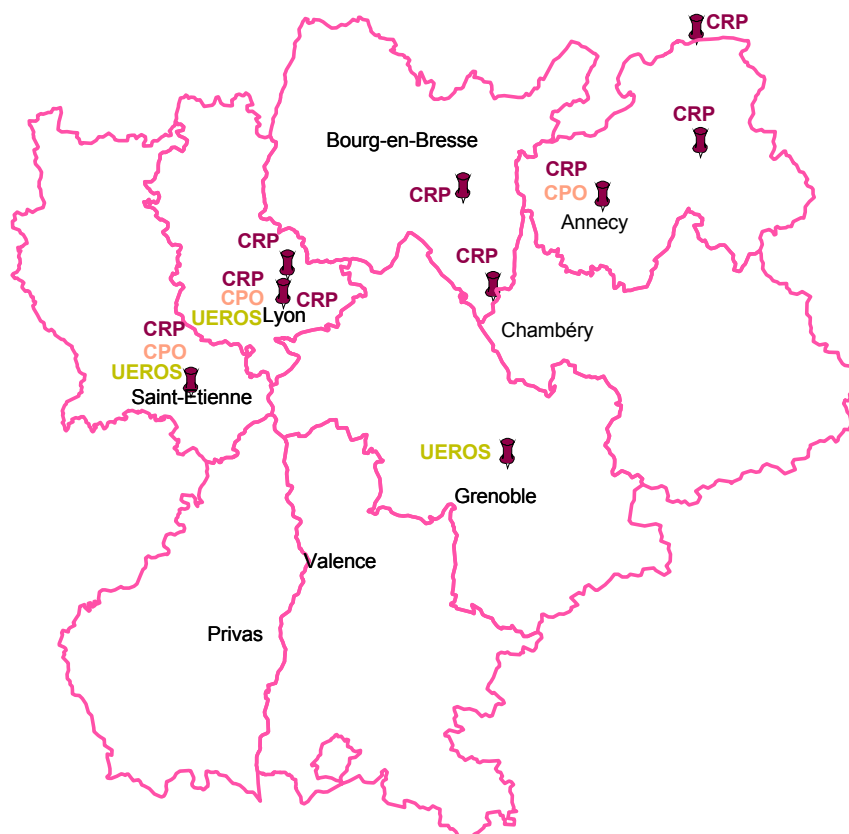 CRP
CRP
Bourg-en-Bresse
CRP
CPO
Annecy
CRP
CRP
CRP
CRP
CPO
CRP
UEROS
Lyon
CRP
CPO
UEROS
Saint-Etienne
Chambéry
UEROS
Grenoble
Valence
Privas